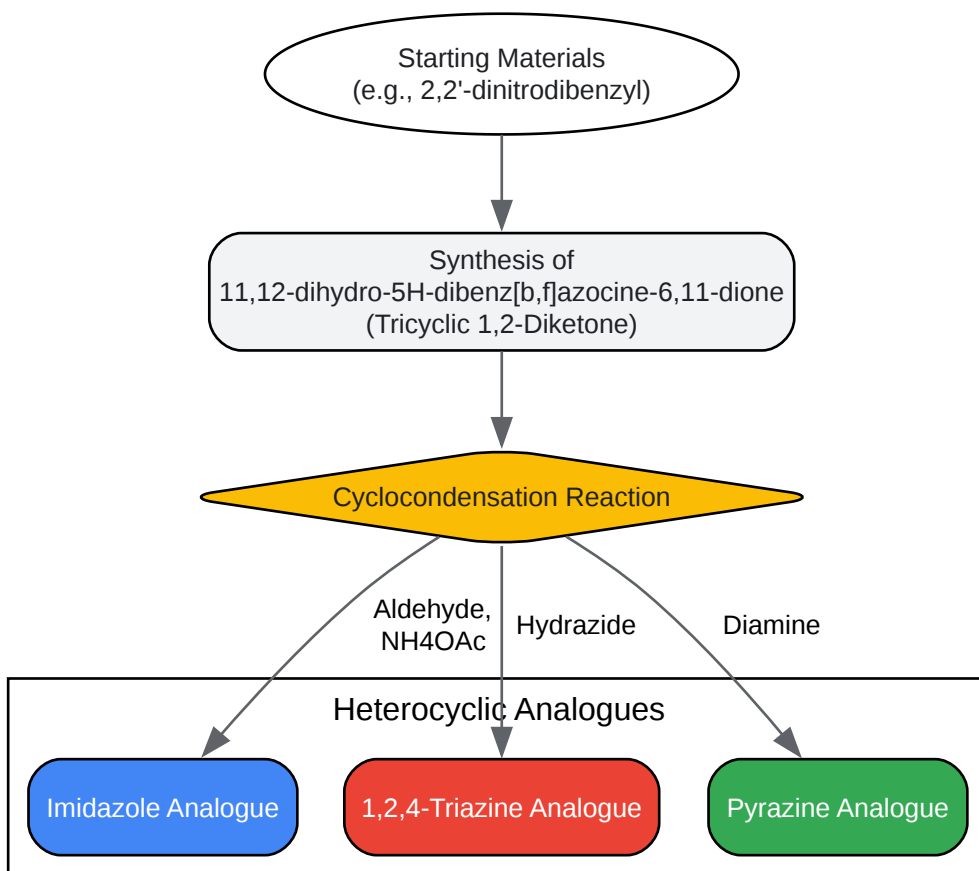 Starting Materials
(e.g., 2,2'-dinitrodibenzyl)
Synthesis of
11,12-dihydro-5H-dibenz[b,f]azocine-6,11-dione
(Tricyclic 1,2-Diketone)
Cyclocondensation Reaction
Aldehyde,
NH4OAc
Hydrazide
Diamine
Heterocyclic Analogues
Imidazole Analogue
1,2,4-Triazine Analogue
Pyrazine Analogue